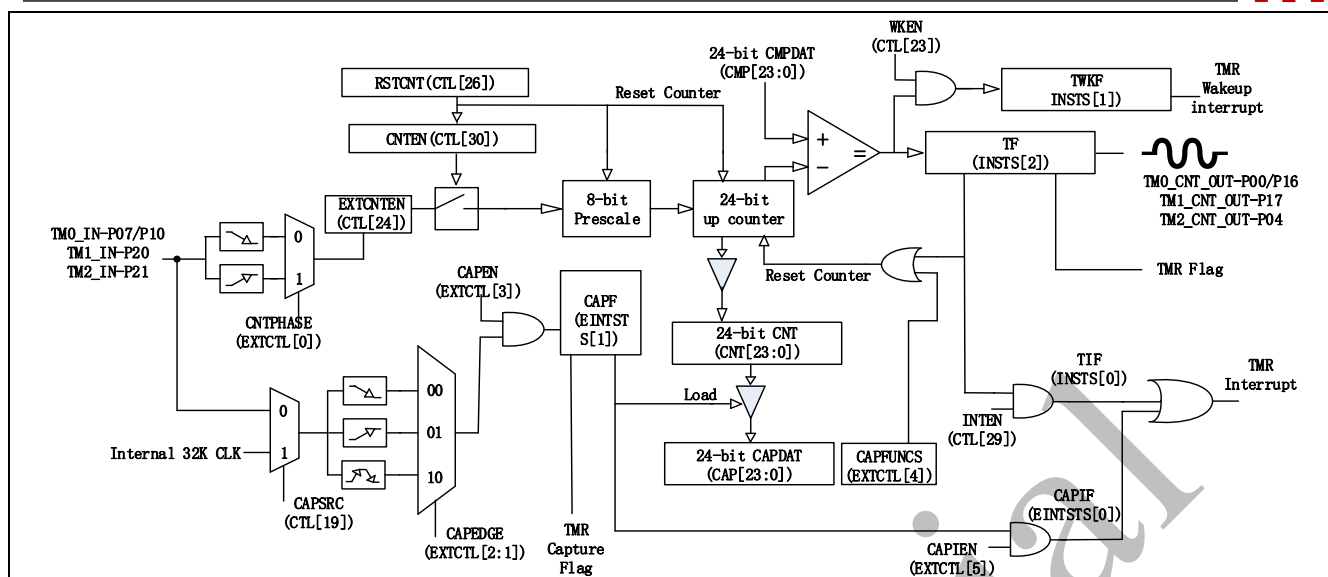 WKEN
(CTL[23])
24-bit CMPDAT
(CMP[23:0])
RSTCNT(CTL[26])
Reset Counter
TWKF
INSTS[1])
TMR
Wakeup
interrupt
CNTEN(CTL[30])
+
−
=
TF
(INSTS[2])
TM0_CNT_OUT-P00/P16
TM1_CNT_OUT-P17
TM2_CNT_OUT-P04
EXTCNTEN
(CTL[24])
8-bit
Prescale
24-bit
up counter
TM0_IN-P07/P10
TM1_IN-P20
TM2_IN-P21
0
1
CNTPHASE
(EXTCTL[0])
CAPEN
(EXTCTL[3])
CAPF
(EINTST
S[1])
Reset Counter
TMR Flag
24-bit CNT
(CNT[23:0])
TIF
(INSTS[0])
TMR
Interrupt
0
1
Internal 32K CLK
CAPSRC
(CTL[19])
00
01
10
CAPEDGE
(EXTCTL[2:1])
Load
24-bit CAPDAT
(CAP[23:0])
CAPFUNCS
(EXTCTL[4])
INTEN
(CTL[29])
CAPIF
(EINTSTS[0])
CAPIEN
(EXTCTL[5])
TMR
Capture
Flag